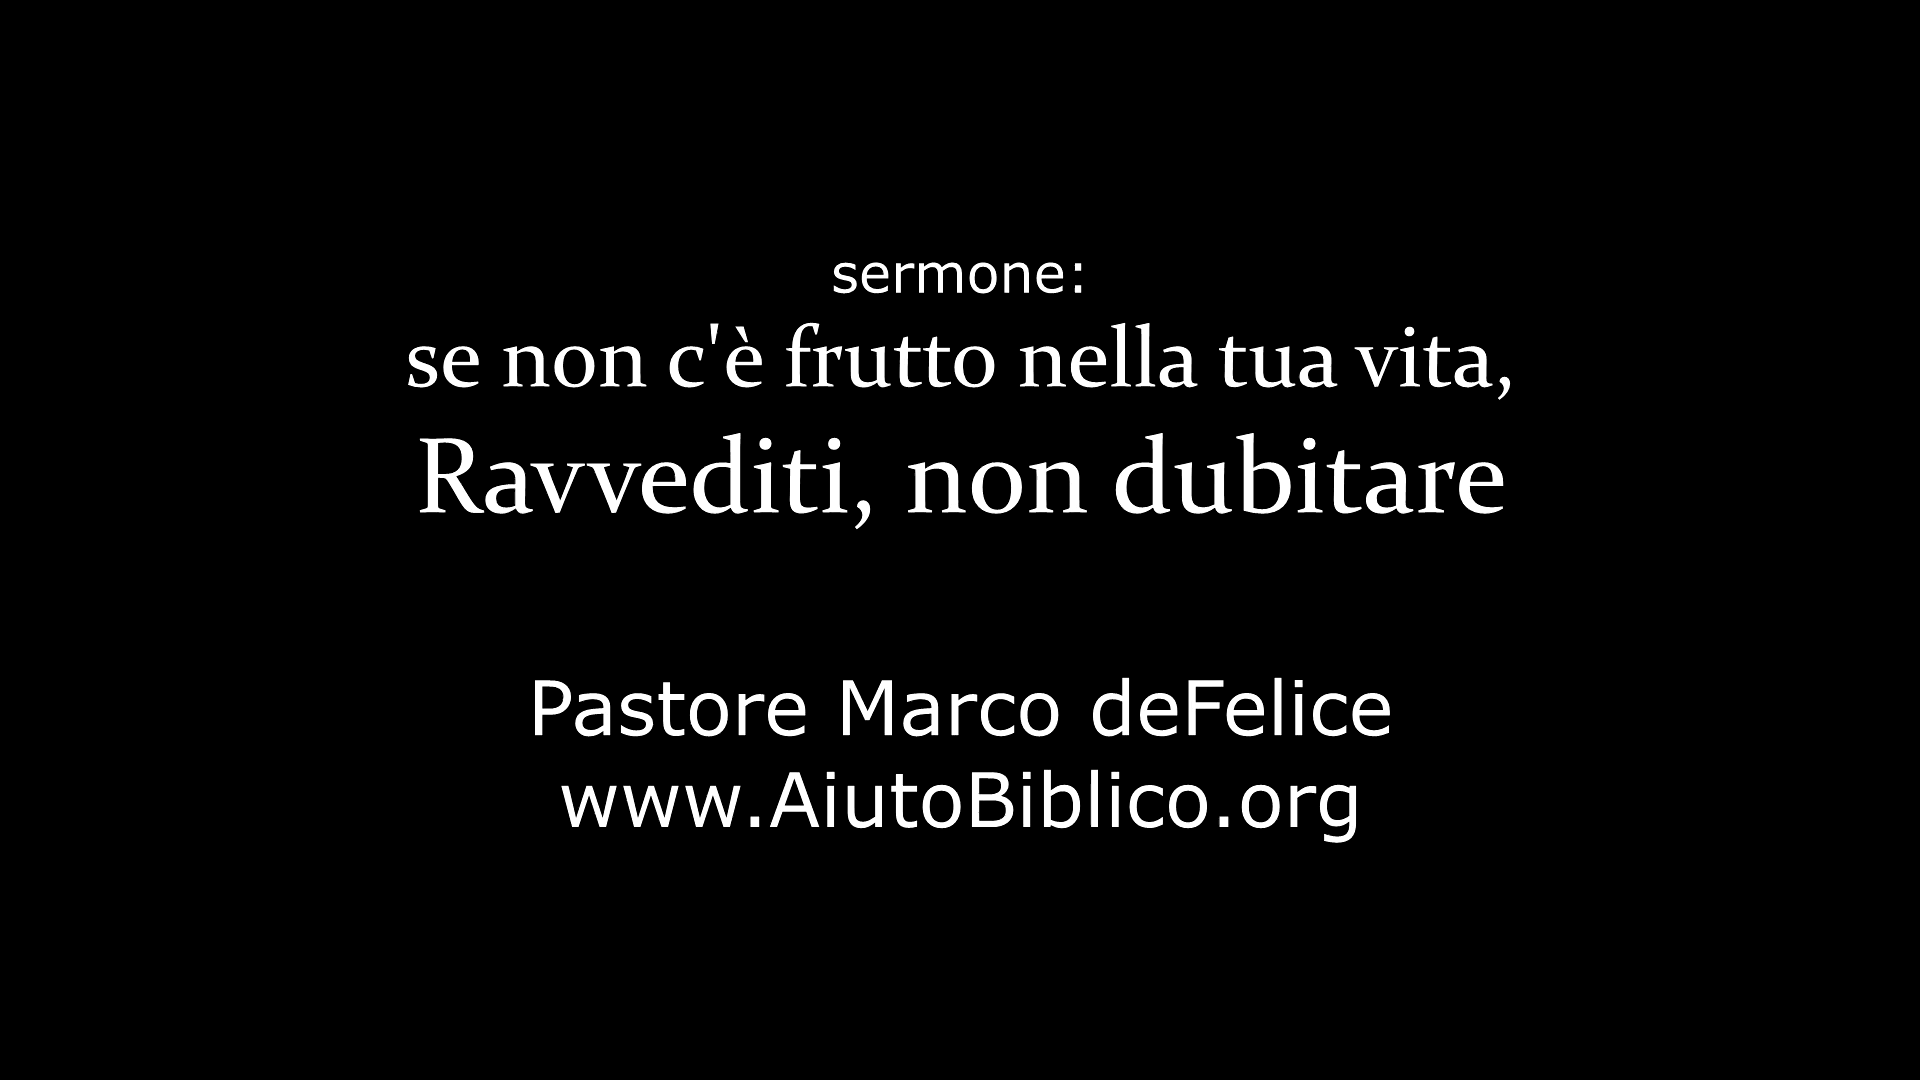 sermone:
se non c'è frutto nella tua vita,
Ravvediti, non dubitare
Pastore Marco deFelice
www.AiutoBiblico.org